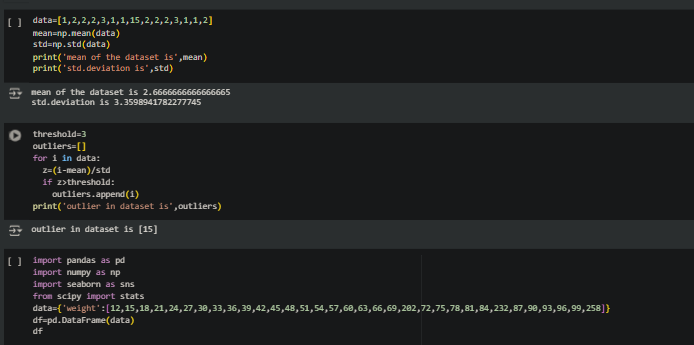 [ ] data=[1,2,2,2,3,1,1,15,2,2,2,3,1,1,2]
mean=np.mean(data)
std=np.std(data)
print('mean of the dataset is',mean)
print('std.deviation is',std)
mean of the dataset is 2.6666666666666665
std.deviation is 3.3598941782277745
threshold=3
outliers=[]
for i in data:
  z=(i-mean)/std
  if z>threshold:
    outliers.append(i)
print('outlier in dataset is',outliers)
outlier in dataset is [15]
[ ] import pandas as pd
import numpy as np
import seaborn as sns
from scipy import stats
data={'weight':[12,15,18,21,24,27,30,33,36,39,42,45,48,51,54,57,60,63,66,69,202,72,75,78,81,84,232,87,90,93,96,99,258]}
df=pd.DataFrame(data)
df